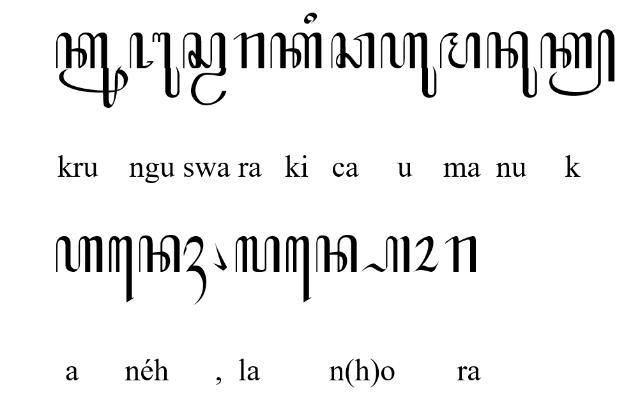 ꦏꦿꦸꦔꦸꦱ꧀ꦮꦫꦏꦶꦕꦲꦸꦩꦤꦸꦏ꧀
kru ngu swa ra ki ca u ma nu k
ꦲꦤꦺꦃ꧈ꦭꦤ꧀ꦲꦺꦴꦫ
a néh , la n(h)o ra